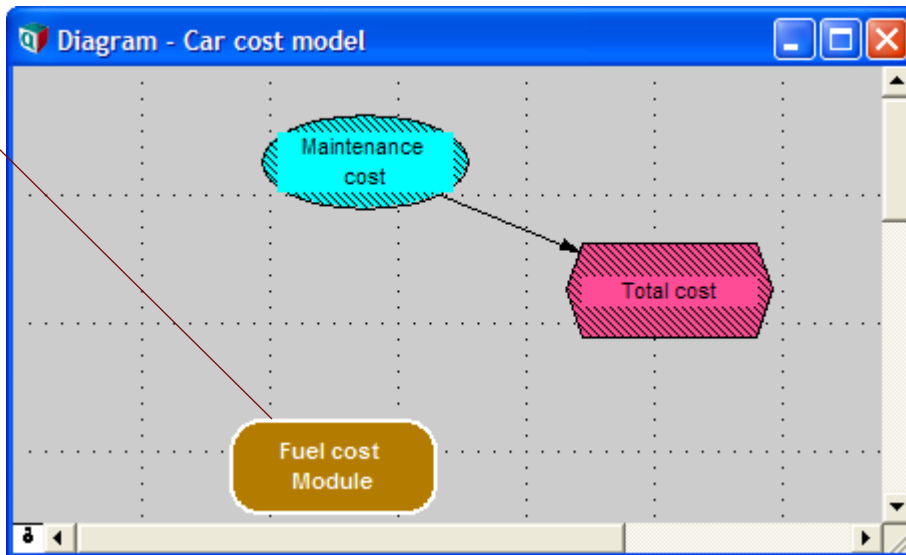 Diagram - Car cost model
Maintenance
cost
Total cost
Fuel cost
Module